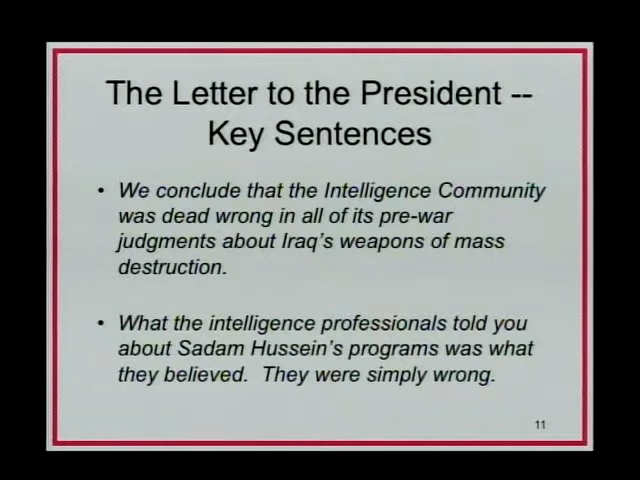 The Letter to the President --
Key Sentences
• We conclude that the Intelligence Community
was dead wrong in all of its pre-war
judgments about Iraq's weapons of mass
destruction.
• What the intelligence professionals told you
about Sadam Hussein's programs was what
they believed.  They were simply wrong.
11